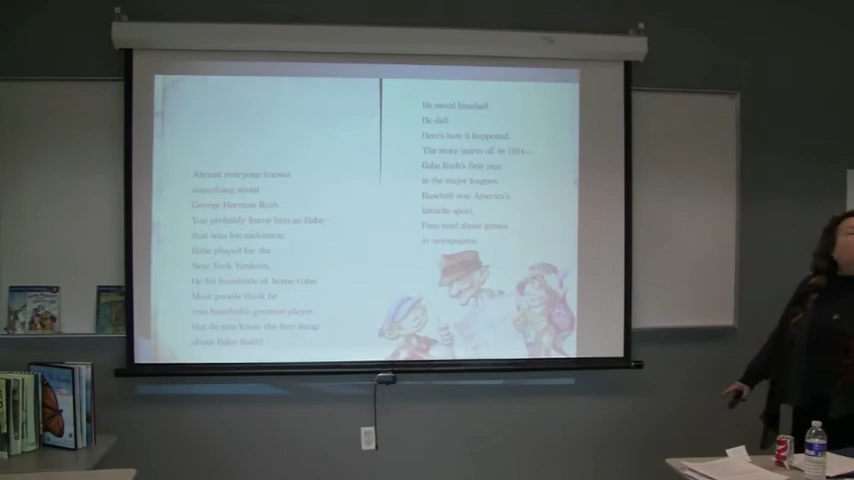 Almost everyone knows
something about
George Herman Ruth.
You probably know him as Babe
that was his nickname.
Babe played for the
New York Yankees.
He hit hundreds of home runs.
Most people think he
was baseball's greatest player.
But do you know the best thing
about Babe Ruth?
He saved baseball.
He did!
Here's how it happened.
The story starts off in 1914—
Babe Ruth's first year
in the major leagues.
Baseball was America's
favorite sport.
Fans read about games
in newspapers.